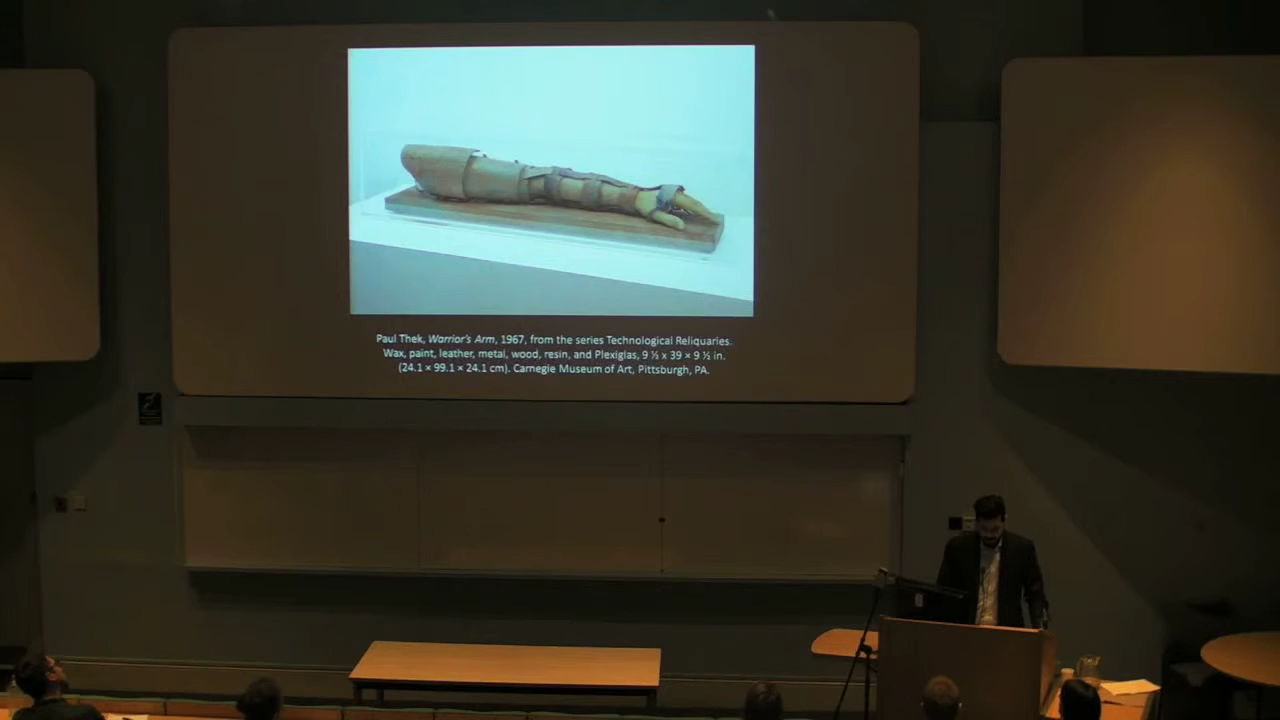 Paul Thek, Warrior's Arm, 1967, from the series Technological Reliquaries.
Wax, paint, leather, metal, wood, resin, and Plexiglas, 9 ½ x 39 × 9 ½ in.
(24.1 × 99.1 × 24.1 cm). Carnegie Museum of Art, Pittsburgh, PA.